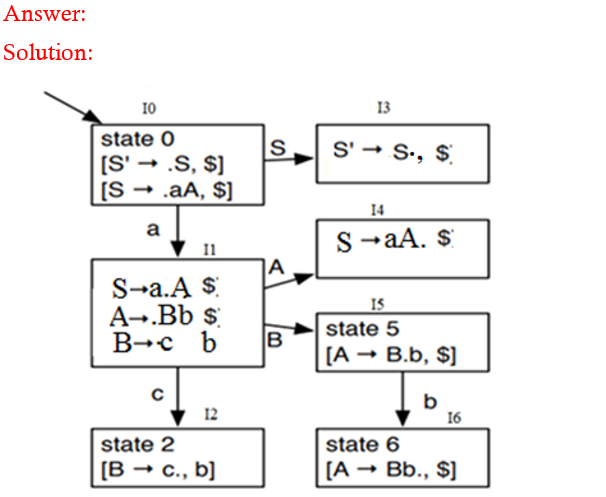 Answer:
Solution:
I0
state 0
[S' → .S, $]
[S → .aA, $]
S
I3
S' → S·, $
a
I1
S→a.A $
A→.Bb $
B→·c b
A
I4
S→aA. $
B
I5
state 5
[A → B.b, $]
c
I2
state 2
[B → c., b]
b
I6
state 6
[A → Bb., $]